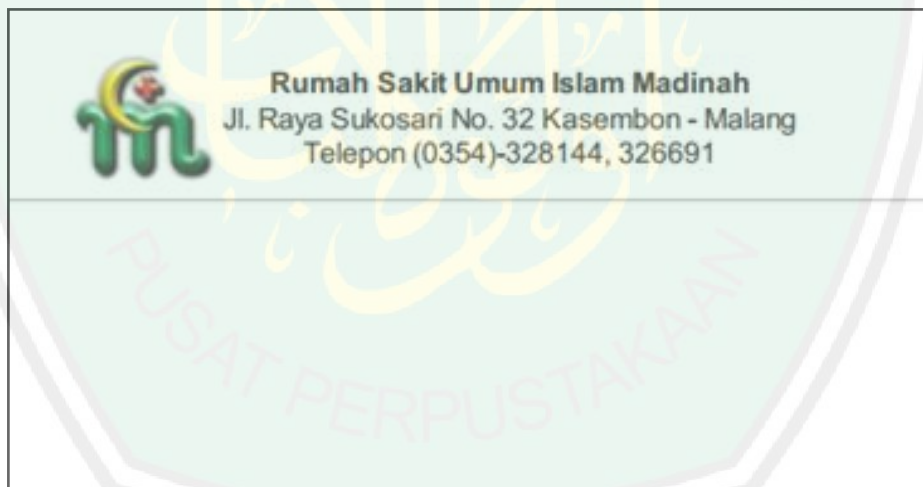 Rumah Sakit Umum Islam Madinah
Jl. Raya Sukosari No. 32 Kasembon - Malang
Telepon (0354)-328144, 326691
PUSAT PERPUSTAKAAN